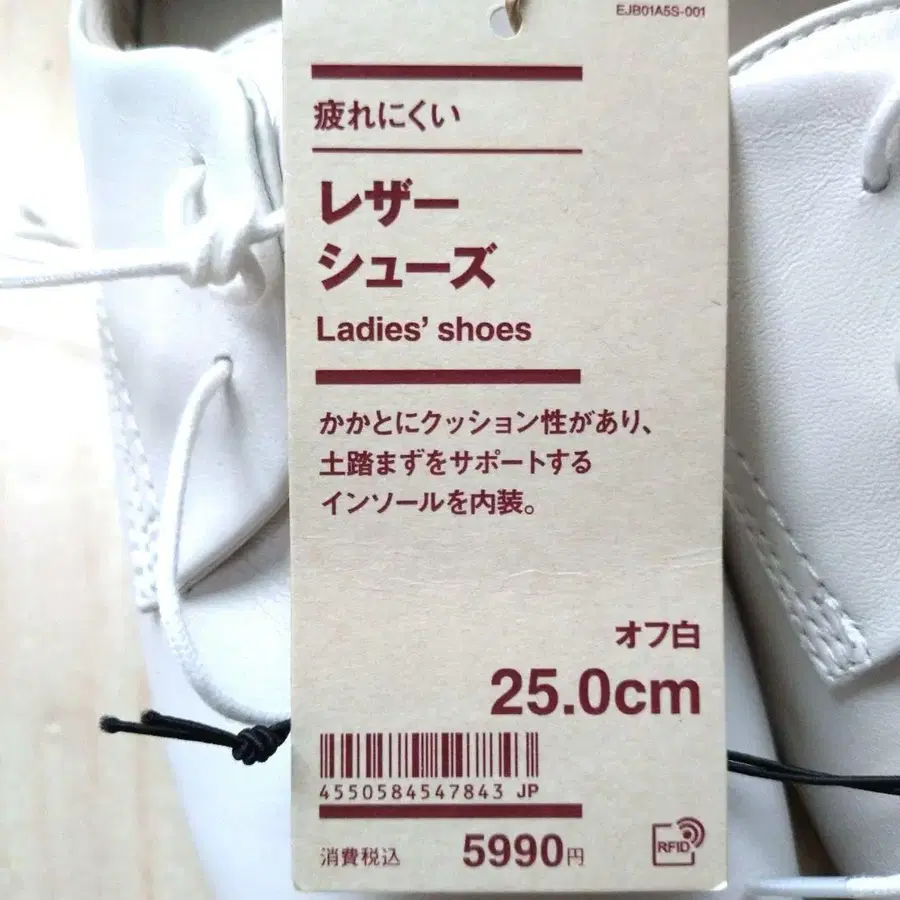 EJB01A5S-001
疲れにくい
レザー
シューズ
Ladies’ shoes
かかとにクッション性があり、
土踏まずをサポートする
インソールを内装。
オフ白
25.0cm
4550584547843 JP
消費税込 5990円
RFID